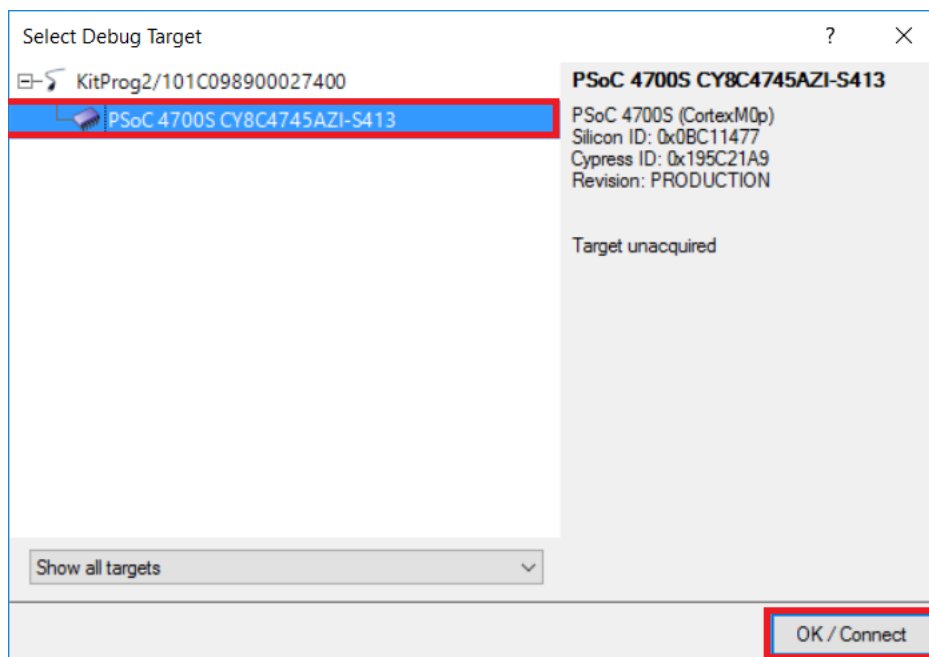 Select Debug Target
KitProg2/101C098900027400
PSoC 4700S CY8C4745AZI-S413
PSoC 4700S CY8C4745AZI-S413
PSoC 4700S (CortexM0p)
Silicon ID: 0x0BC11477
Cypress ID: 0x195C21A9
Revision: PRODUCTION
Target unacquired
Show all targets
OK / Connect